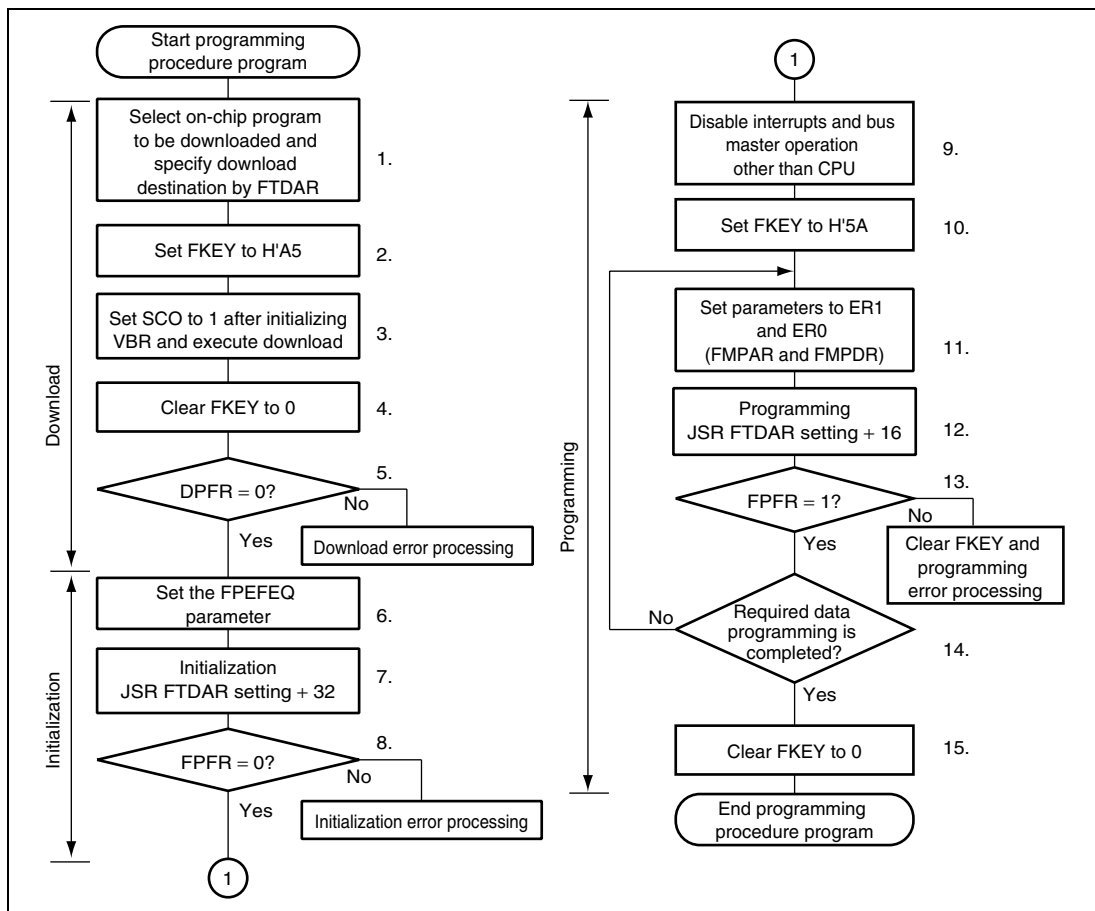 Start programming
procedure program
Download
Select on-chip program
to be downloaded and
specify download
destination by FTDAR
1.
Set FKEY to H'A5
2.
Set SCO to 1 after initializing
VBR and execute download
3.
Clear FKEY to 0
4.
5.
DPFR = 0?
No
Yes
Download error processing
Initialization
Set the FPEFEQ
parameter
6.
Initialization
JSR FTDAR setting + 32
7.
8.
FPFR = 0?
No
Yes
Initialization error processing
1
1
Programming
Disable interrupts and bus
master operation
other than CPU
9.
Set FKEY to H'5A
10.
Set parameters to ER1
and ER0
(FMPAR and FMPDR)
11.
Programming
JSR FTDAR setting + 16
12.
13.
FPFR = 1?
No
Yes
Clear FKEY and
programming
error processing
No
Required data
programming is
completed?
14.
Yes
Clear FKEY to 0
15.
End programming
procedure program